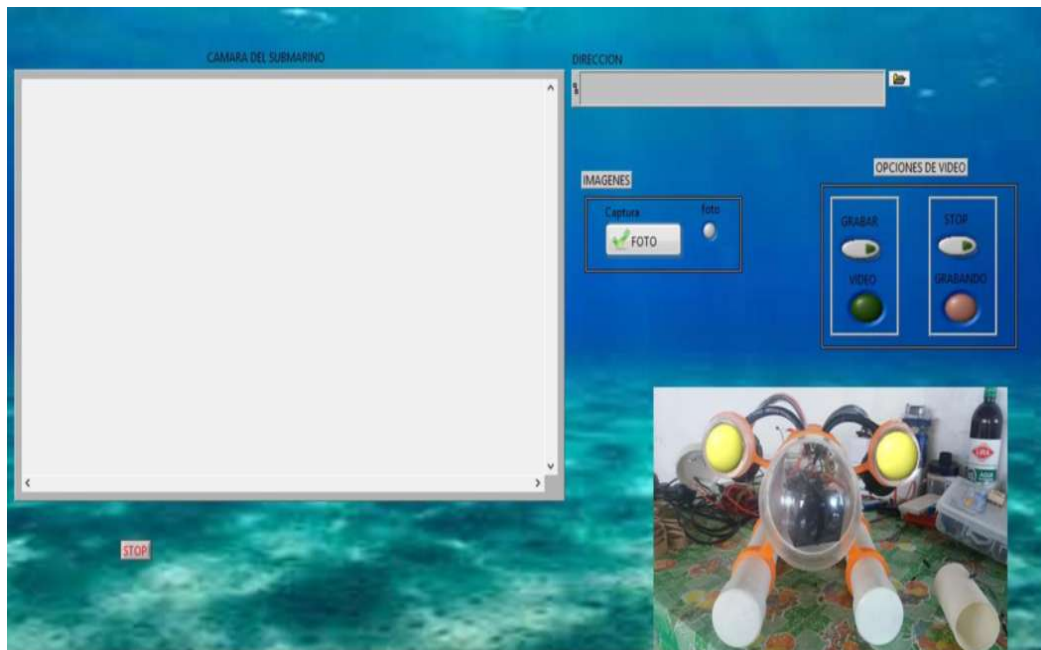 CAMARA DEL SUBMARINO
DIRECCION
OPCIONES DE VIDEO
IMAGENES
Captura
foto
FOTO
GRABAR
STOP
VIDEO
GRABANDO
STOP